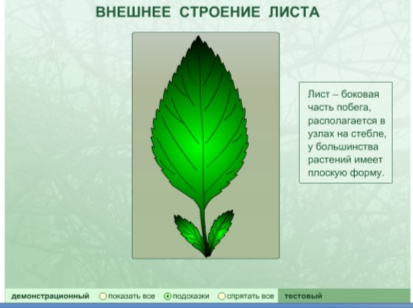 ВНЕШНЕЕ СТРОЕНИЕ ЛИСТА
Лист – боковая
часть побега,
располагается в
узлах на стебле,
у большинства
растений имеет
плоскую форму.
демонстрационный показать все подсказки спрятать все тестовый